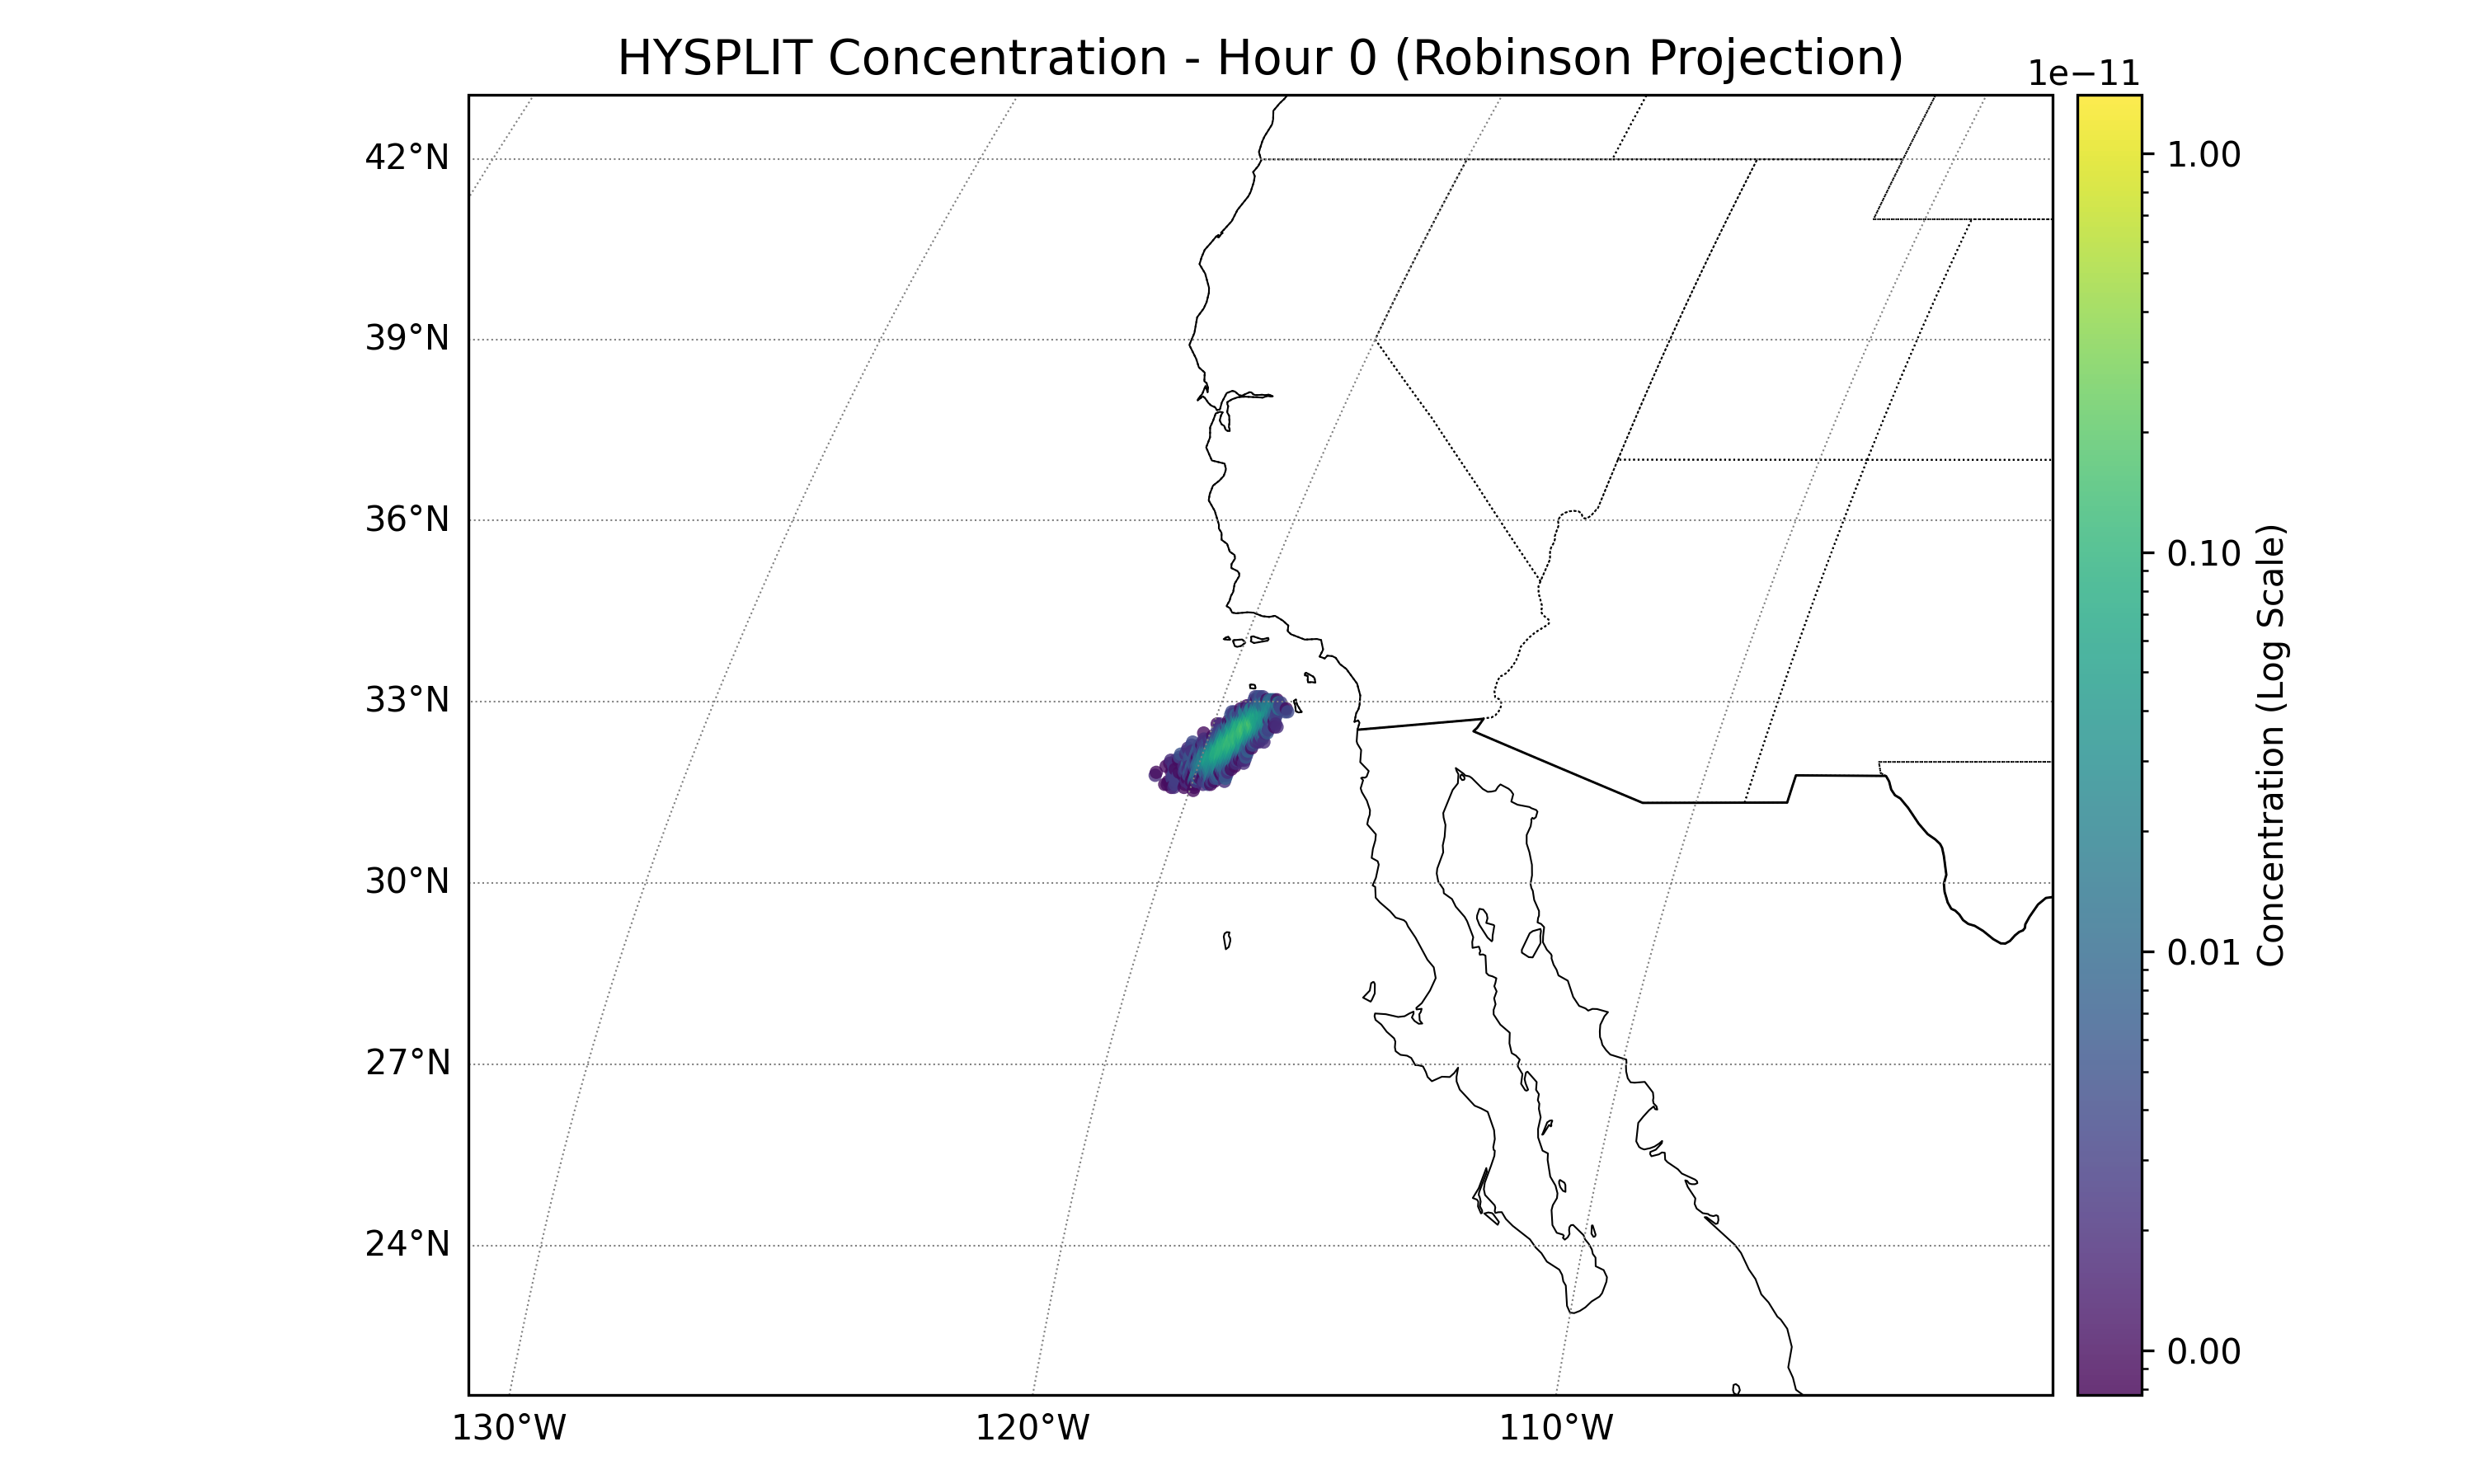 HYSPLIT Concentration - Hour 0 (Robinson Projection)
1e−11
42°N
39°N
36°N
33°N
30°N
27°N
24°N
130°W
120°W
110°W
1.00
0.10
0.01
0.00
Concentration (Log Scale)